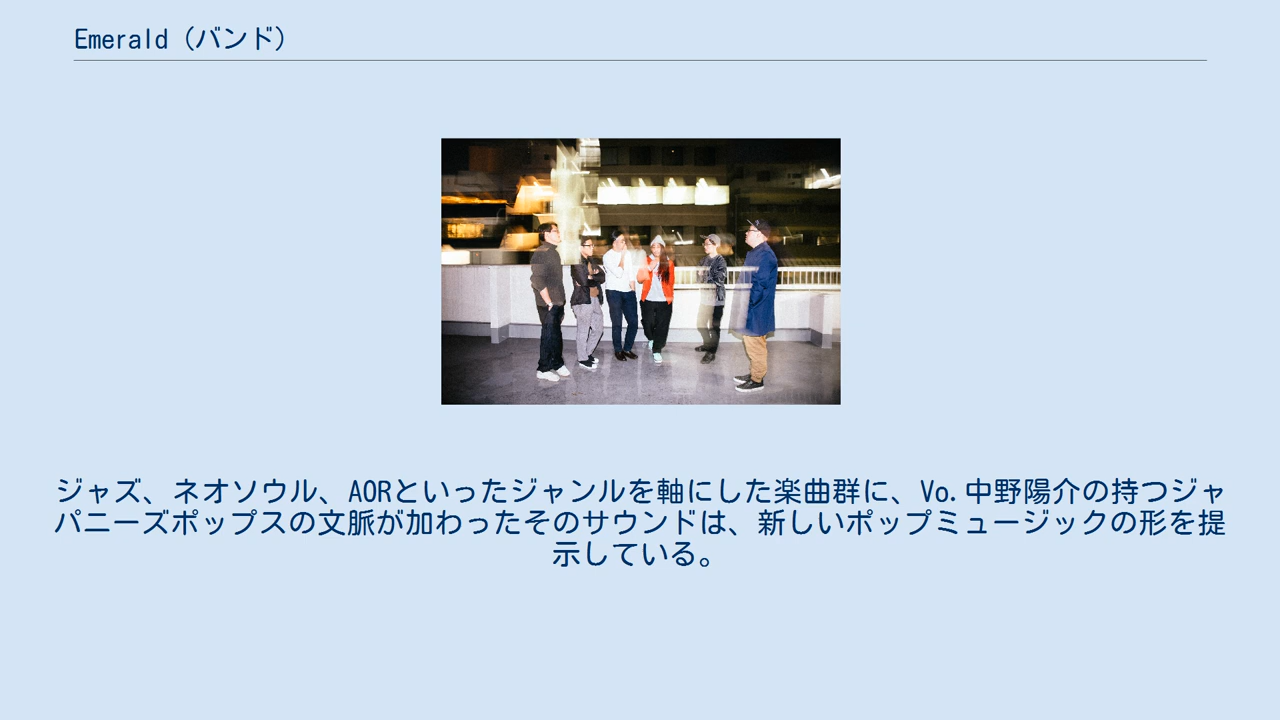 Emerald（バンド）
ジャズ、ネオソウル、AORといったジャンルを軸にした楽曲群に、Vo.中野陽介の持つジャ
パニーズポップスの文脈が加わったそのサウンドは、新しいポップミュージックの形を提
示している。